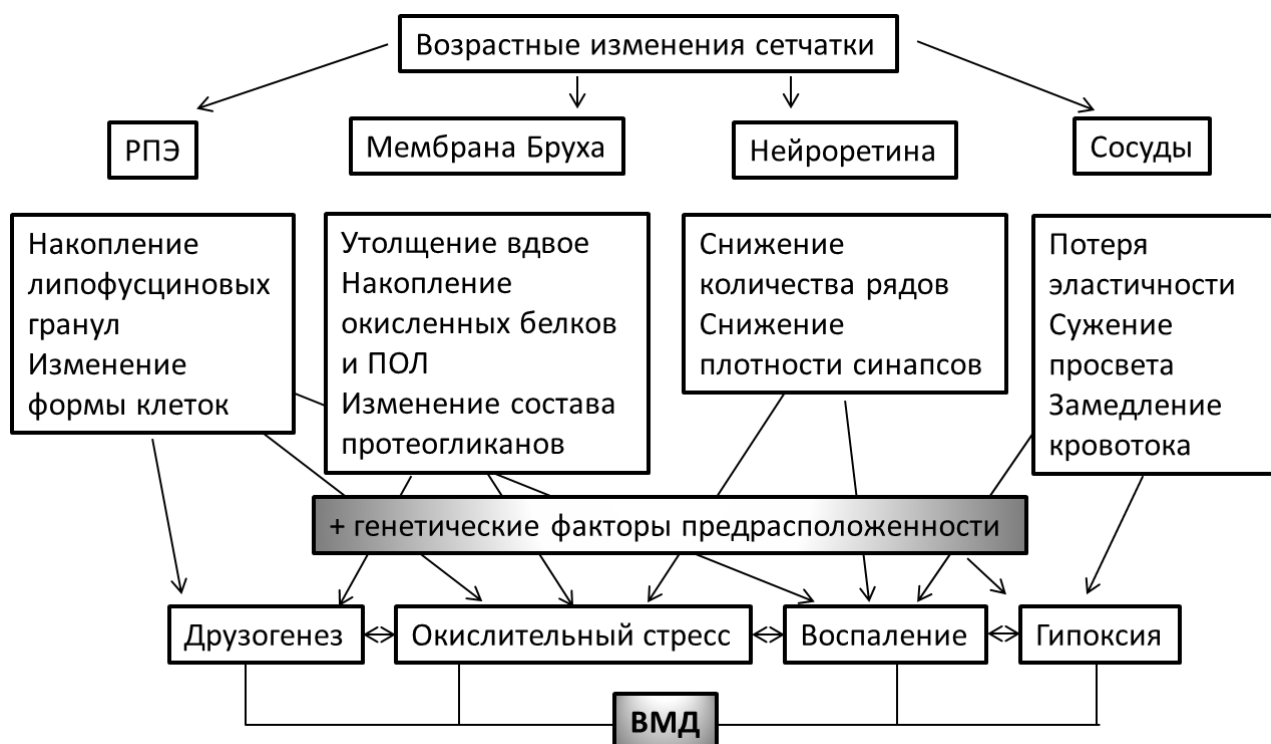 Возрастные изменения сетчатки
РПЭ
Мембрана Бруха
Нейроретина
Сосуды
Накопление
липофусциновых
гранул
Изменение
формы клеток
Утолщение вдвое
Накопление
окисленных белков
и ПОЛ
Изменение состава
протеогликанов
Снижение
количества рядов
Снижение
плотности синапсов
Потеря
эластичности
Сужение
просвета
Замедление
кровотока
+ генетические факторы предрасположенности
Друзогенез
Окислительный стресс
Воспаление
Гипоксия
ВМД